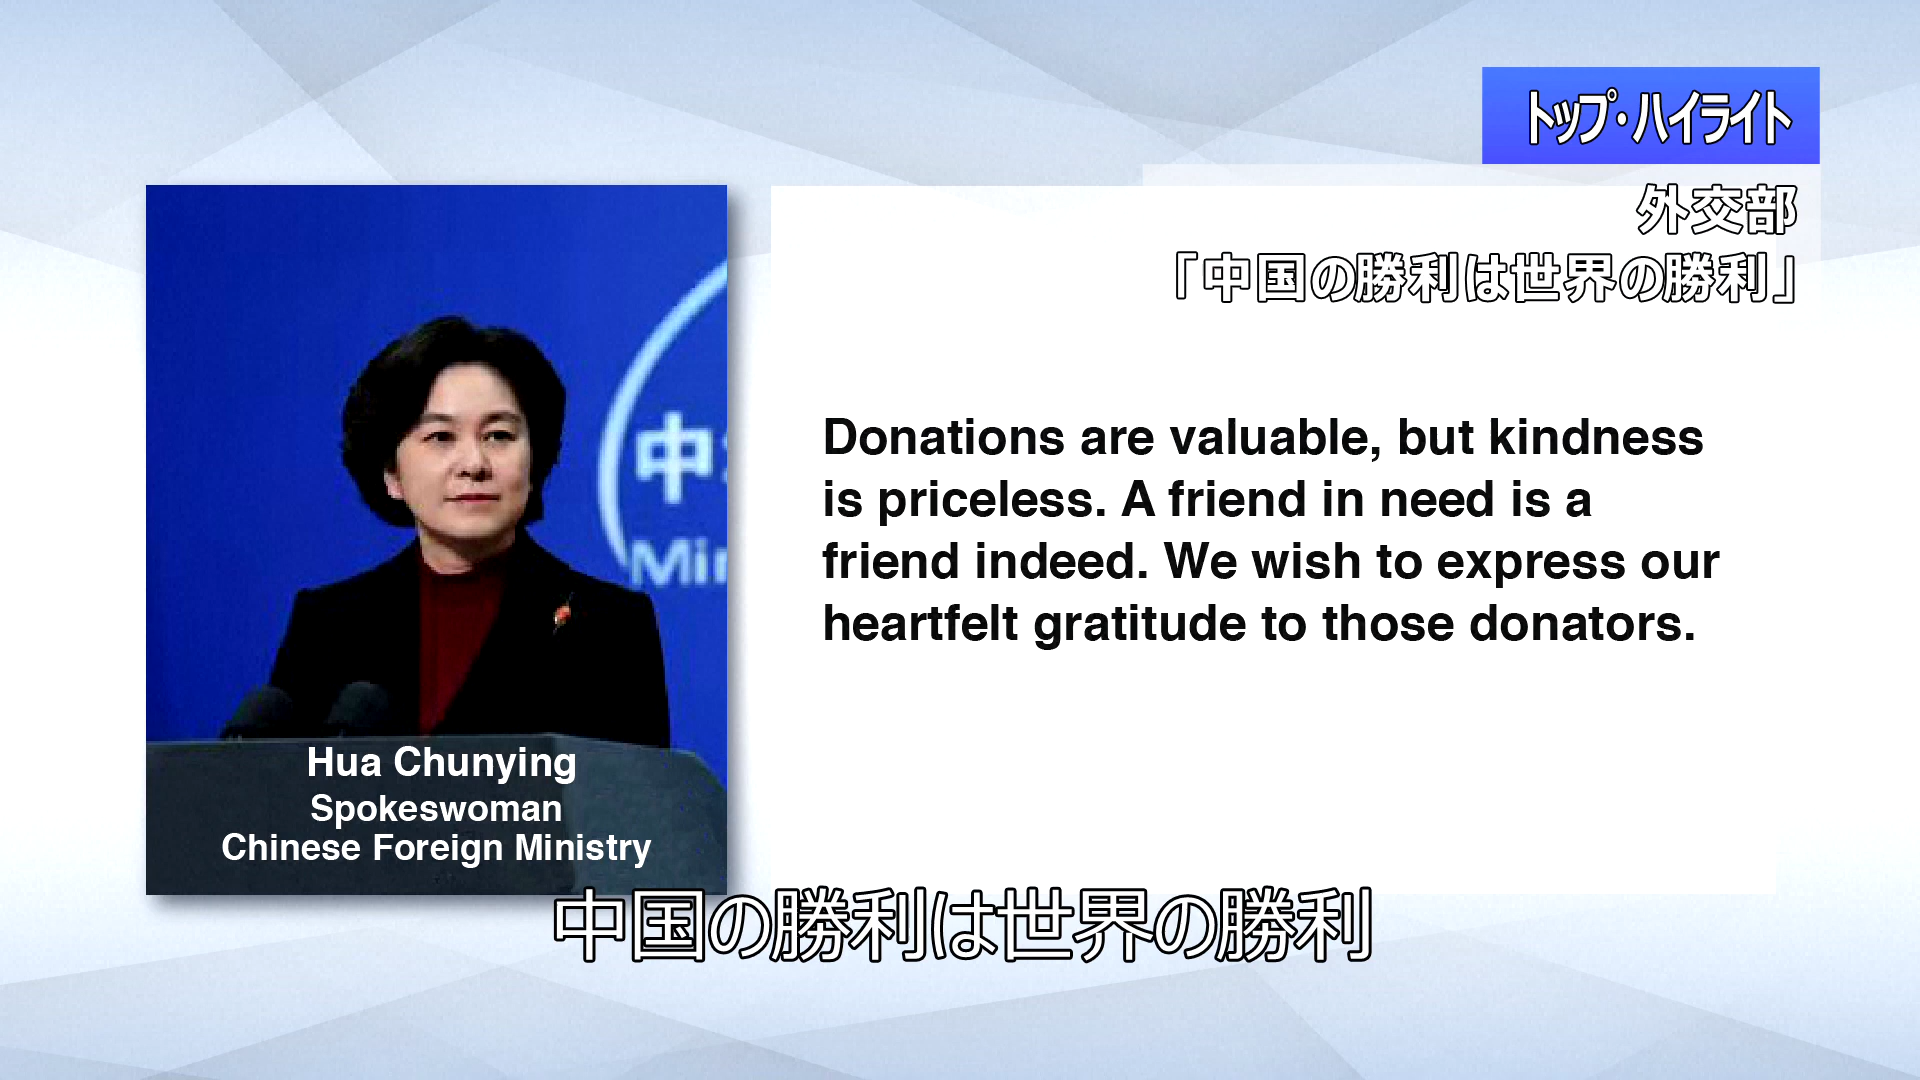 トップ・ハイライト
外交部
「中国の勝利は世界の勝利」
Donations are valuable, but kindness
is priceless. A friend in need is a
friend indeed. We wish to express our
heartfelt gratitude to those donators.
中
Hua Chunying
Spokeswoman
Chinese Foreign Ministry
中国の勝利は世界の勝利